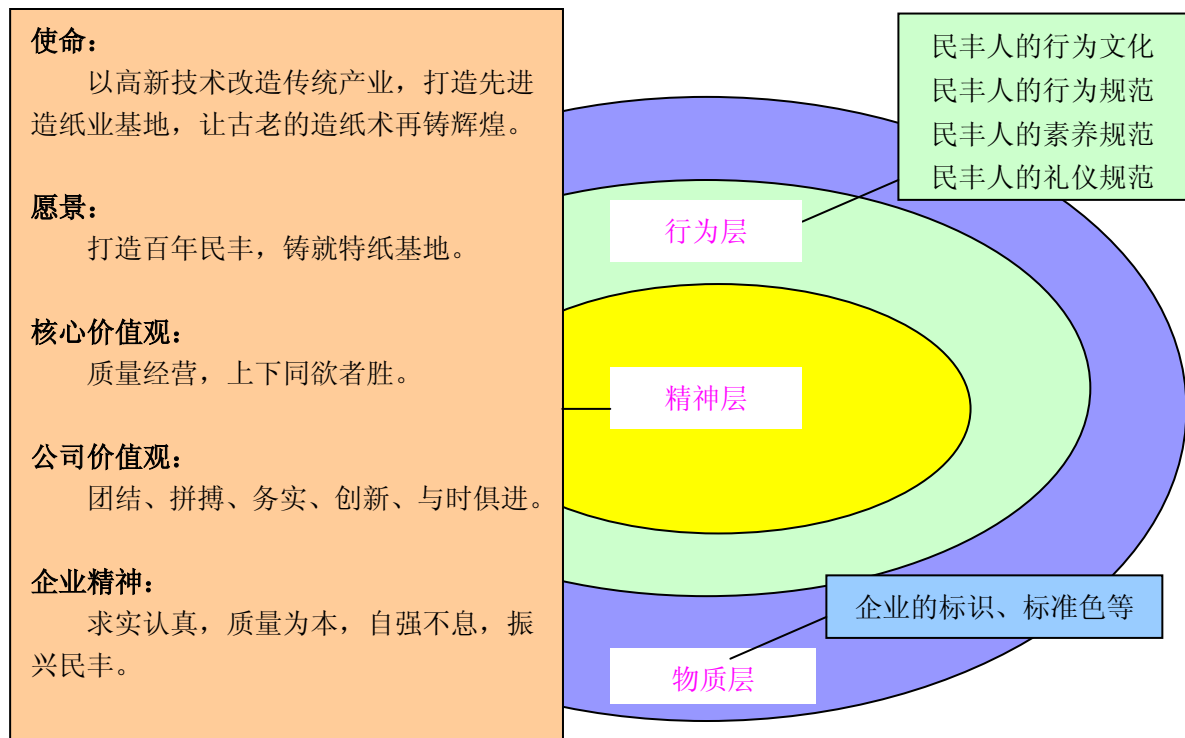 使命：
以高新技术改造传统产业，打造先进
造纸业基地，让古老的造纸术再铸辉煌。
愿景：
打造百年民丰，铸就特纸基地。
核心价值观：
质量经营，上下同欲者胜。
公司价值观：
团结、拼搏、务实、创新、与时俱进。
企业精神：
求实认真，质量为本，自强不息，振
兴民丰。
民丰人的行为文化
民丰人的行为规范
民丰人的素养规范
民丰人的礼仪规范
行为层
精神层
企业的标识、标准色等
物质层